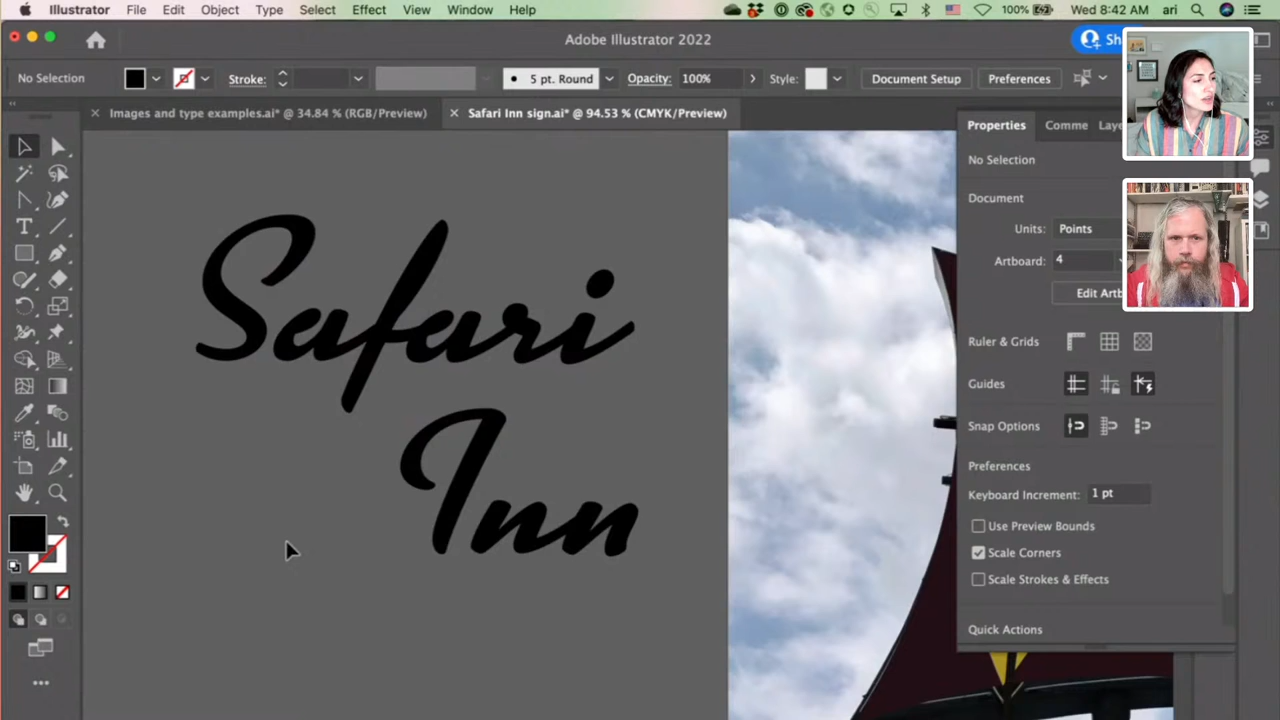 Illustrator File Edit Object Type Select Effect View Window Help 100% Wed 8:42 AM ari
Adobe Illustrator 2022
No Selection Stroke: 5 pt. Round Opacity: 100% Style: Document Setup Preferences
Images and type examples.ai* @ 34.84 % (RGB/Preview) Safari Inn sign.ai* @ 94.53 % (CMYK/Preview)
Properties Comme Laye
No Selection
Document
Units: Points
Artboard: 4
Edit Artb
Ruler & Grids
Guides
Snap Options
Preferences
Keyboard Increment: 1 pt
Use Preview Bounds
Scale Corners
Scale Strokes & Effects
Quick Actions
Safari
Inn